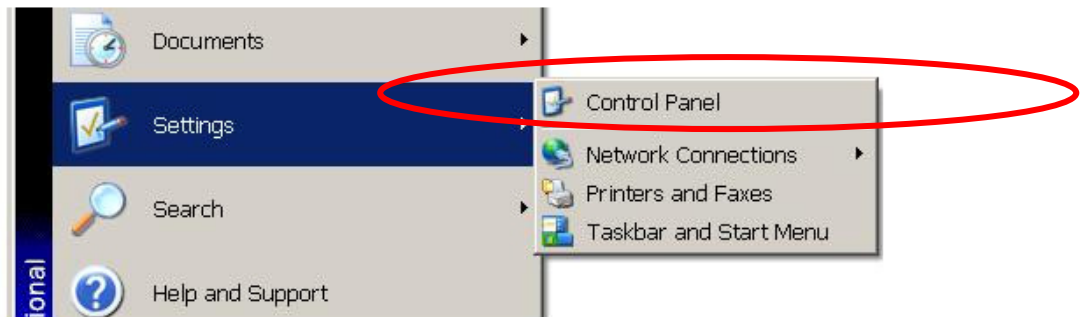 Documents
Settings
Control Panel
Network Connections
Printers and Faxes
Taskbar and Start Menu
Search
Help and Support
ional